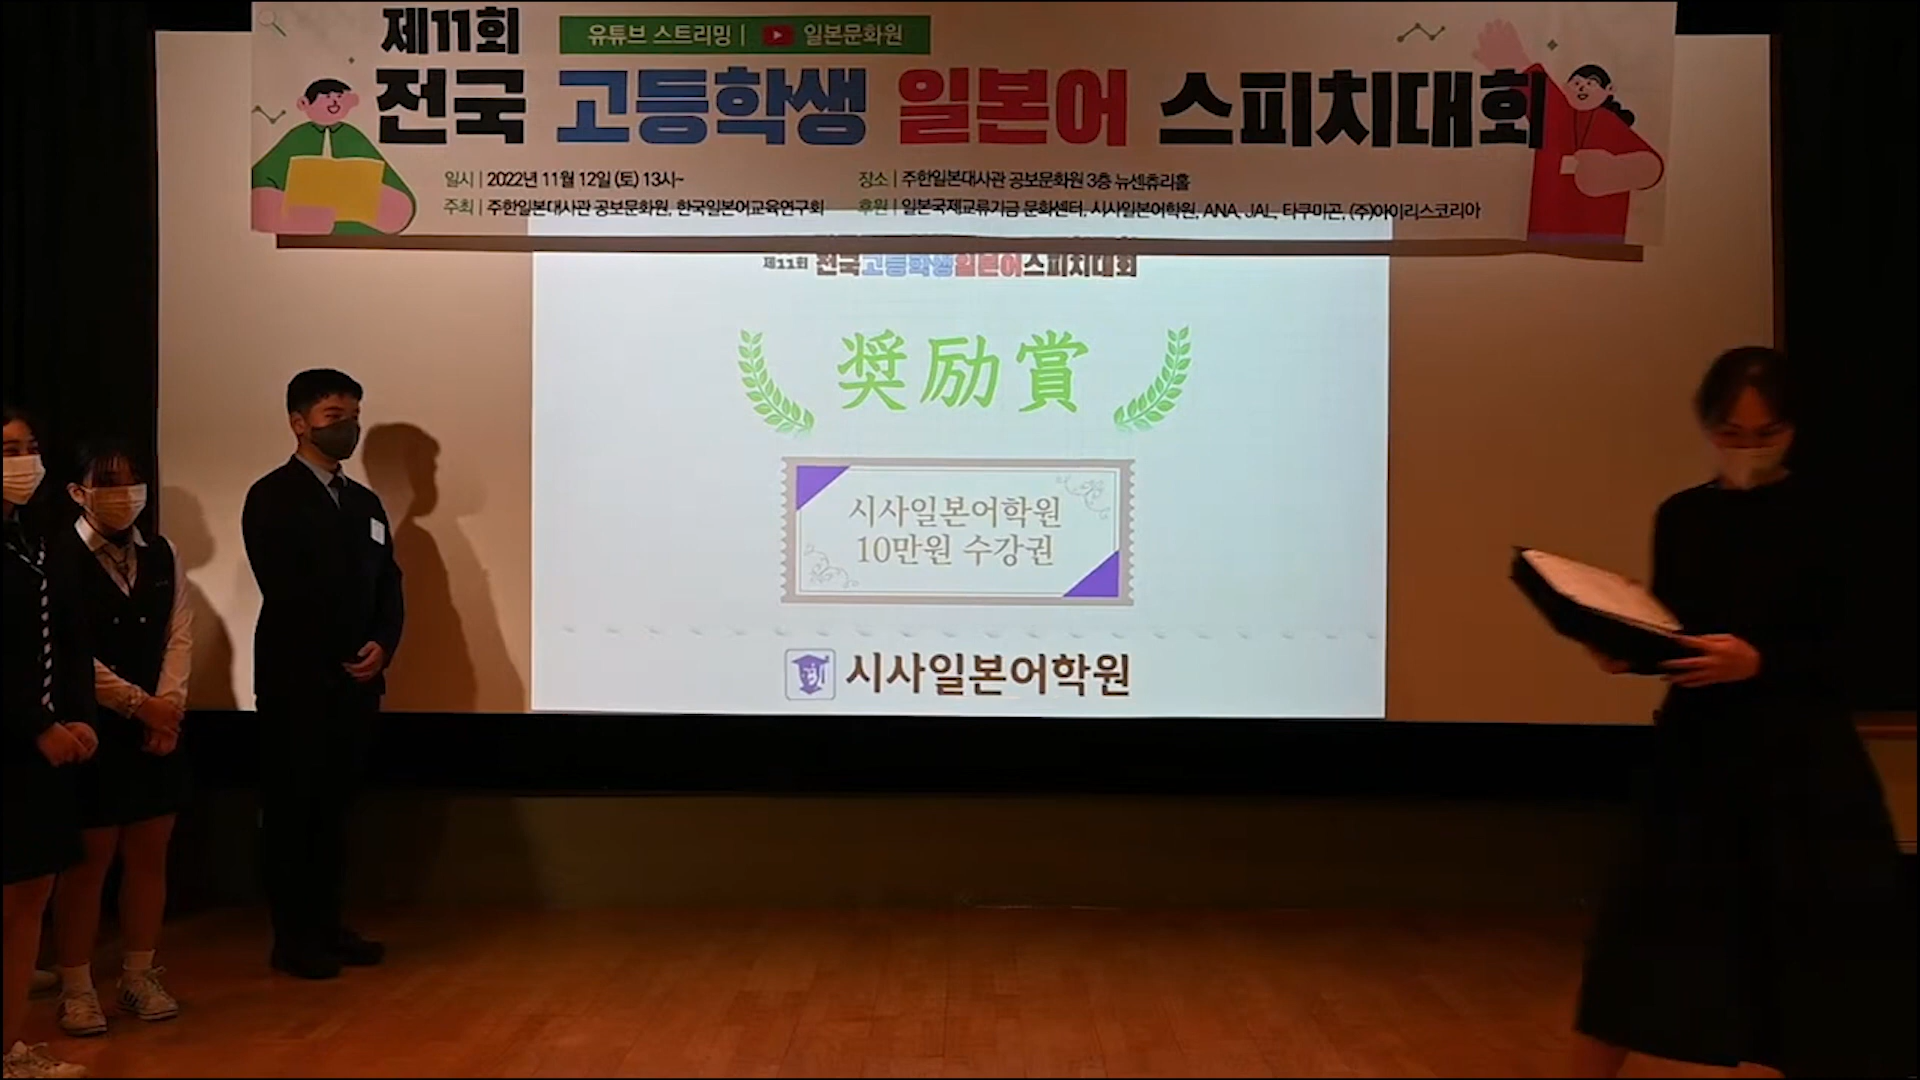 제11회
유튜브 스트리밍 | 일본문화원
전국 고등학생 일본어 스피치대회
일시 | 2022년 11월 12일 (토) 13시~
장소 | 주한일본대사관 공보문화원 3층 뉴센츄리홀
주최 | 주한일본대사관 공보문화원, 한국일본어교육연구회
후원 | 일본국제교류기금 문화센터, 시사일본어학원, ANA, JAL, 타쿠미곤, (주)아이리스코리아
제11회 전국고등학생일본어스피치대회
奨励賞
시사일본어학원
10만원 수강권
시사일본어학원